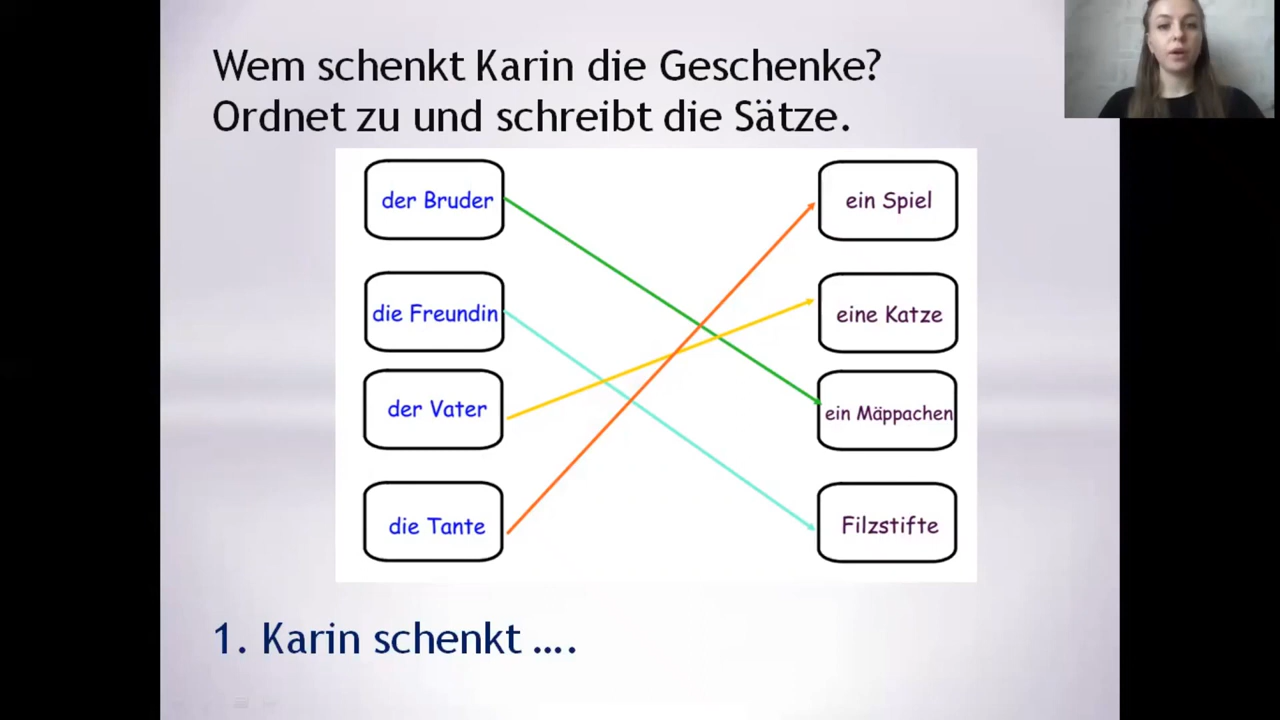 Wem schenkt Karin die Geschenke?
Ordnet zu und schreibt die Sätze.
der Bruder
ein Spiel
die Freundin
eine Katze
der Vater
ein Mäppachen
die Tante
Filzstifte
1. Karin schenkt ....